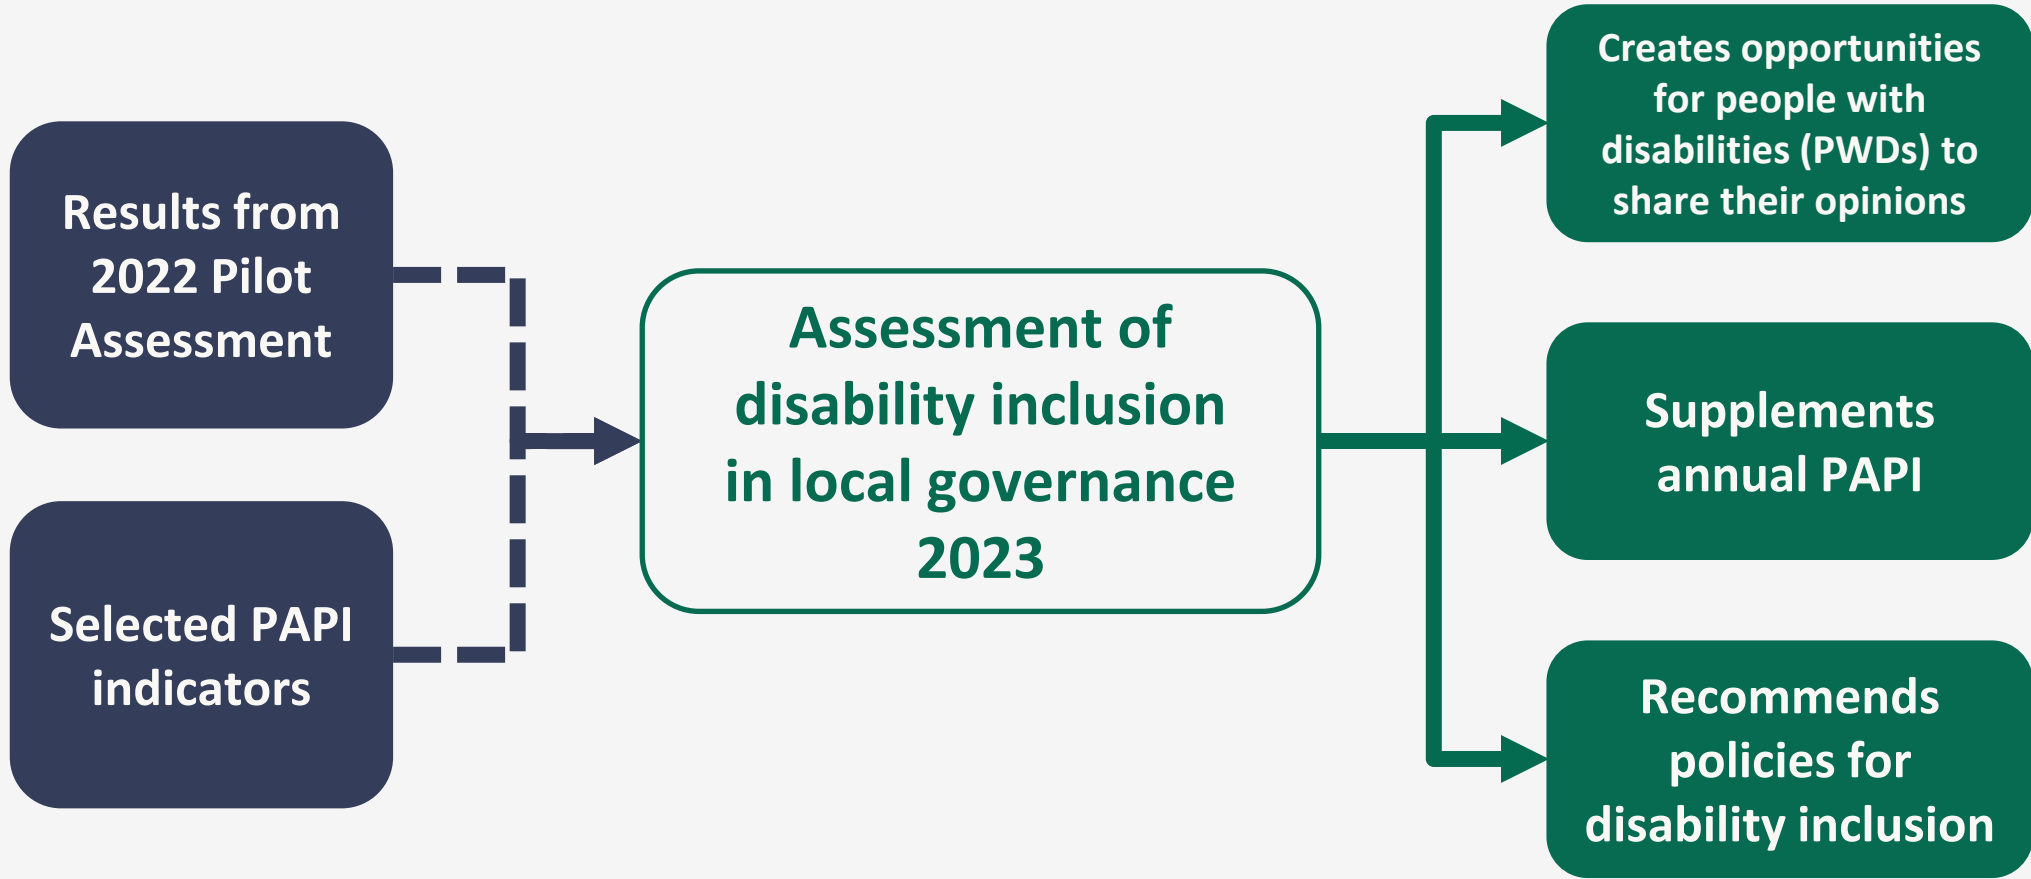 Results from
2022 Pilot
Assessment
Selected PAPI
indicators
Assessment of
disability inclusion
in local governance
2023
Creates opportunities
for people with
disabilities (PWDs) to
share their opinions
Supplements
annual PAPI
Recommends
policies for
disability inclusion